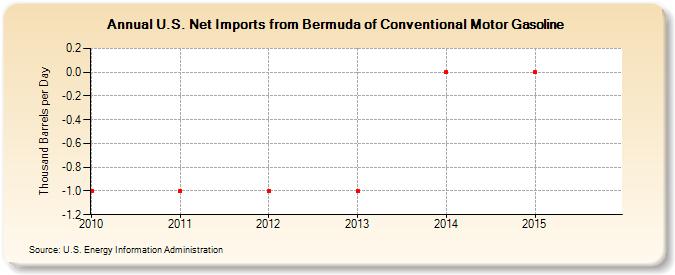 Annual U.S. Net Imports from Bermuda of Conventional Motor Gasoline
Thousand Barrels per Day
0.2
0.0
-0.2
-0.4
-0.6
-0.8
-1.0
-1.2
2010 2011 2012 2013 2014 2015
Source: U.S. Energy Information Administration